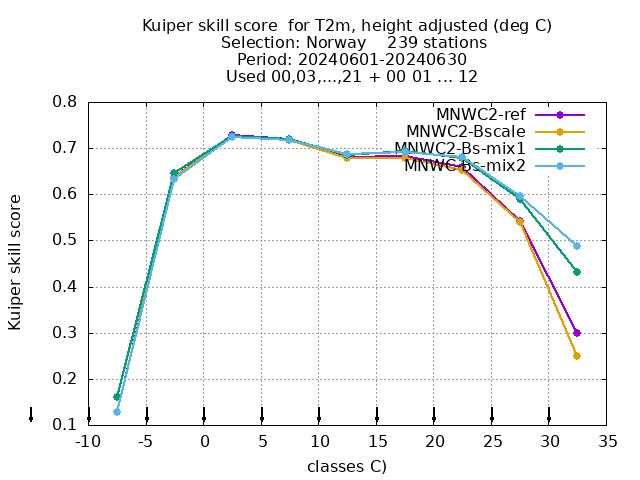 Kuiper skill score  for T2m, height adjusted (deg C)
Selection: Norway    239 stations
Period: 20240601-20240630
Used 00,03,...,21 + 00 01 ... 12
MNWC2-ref
MNWC2-Bscale
MNWC2-Bs-mix1
MNWC-Bs-mix2
Kuiper skill score
0.8
0.7
0.6
0.5
0.4
0.3
0.2
0.1
-10 -5 0 5 10 15 20 25 30 35
classes C)